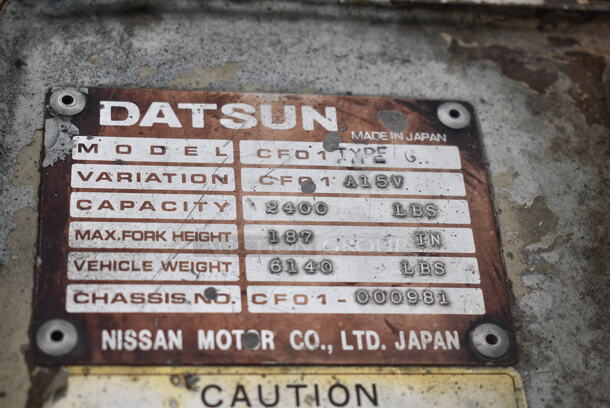 DATSUN
MADE IN JAPAN
MODEL CF01 TYPE G
VARIATION CF01 A15V
CAPACITY 2400 LBS
MAX.FORK HEIGHT 187 IN
VEHICLE WEIGHT 6140 LBS
CHASSIS.NO. CF01-000981
NISSAN MOTOR CO., LTD. JAPAN
CAUTION